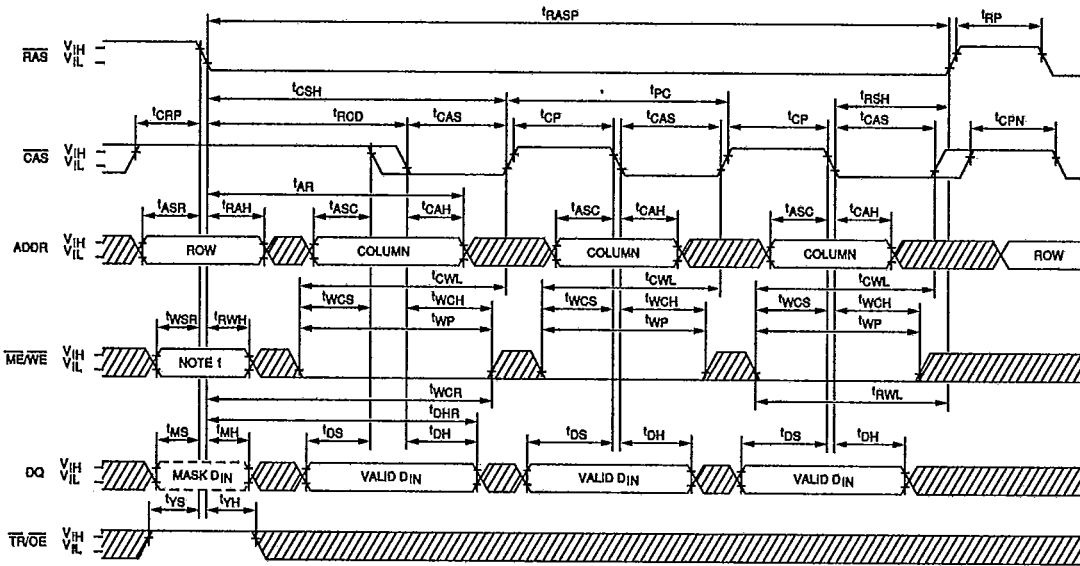 tRASP
tRP
RAS VIH
VIL
tCSH
tPC
tRSH
tCRP
tRCD
tCAS
tCP
tCAS
tCP
tCAS
tCPN
CAS VIH
VIL
tAR
tASR
tRAH
tASC
tCAH
tASC
tCAH
tASC
tCAH
ADDR VIH
VIL
ROW
COLUMN
COLUMN
COLUMN
ROW
tCWL
tCWL
tCWL
tWCS
tWCH
tWCS
tWCH
tWCS
tWCH
tWSR
tRWH
tWP
tWP
tWP
ME/WE VIH
VIL
NOTE 1
tWCR
tRWL
tDHR
tMS
tMH
tDS
tDH
tDS
tDH
tDS
tDH
DQ VIH
VIL
MASK DIN
VALID DIN
VALID DIN
VALID DIN
tYS
tYH
TR/OE VIH
VIL